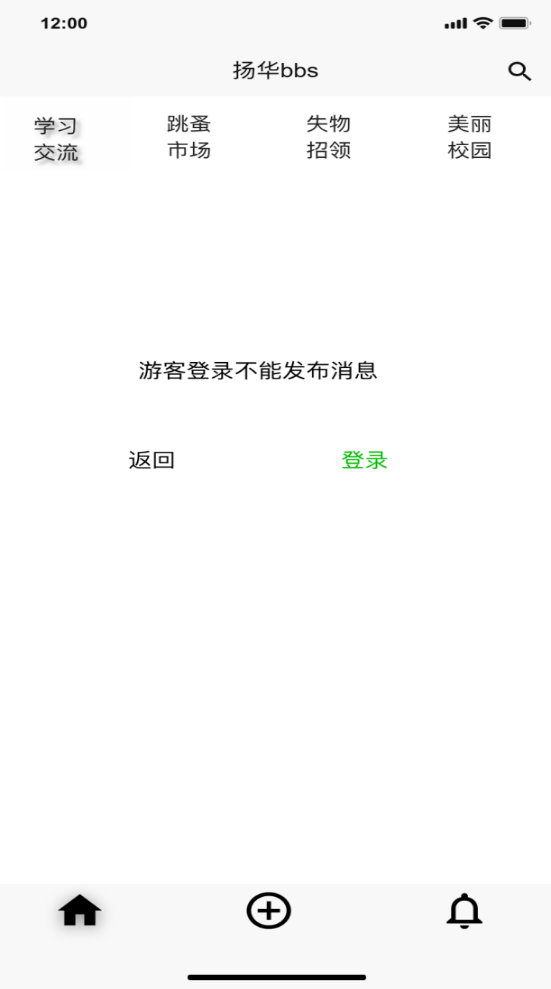 12:00
扬华bbs
学习 跳蚤 失物 美丽
交流 市场 招领 校园
游客登录不能发布消息
返回 登录